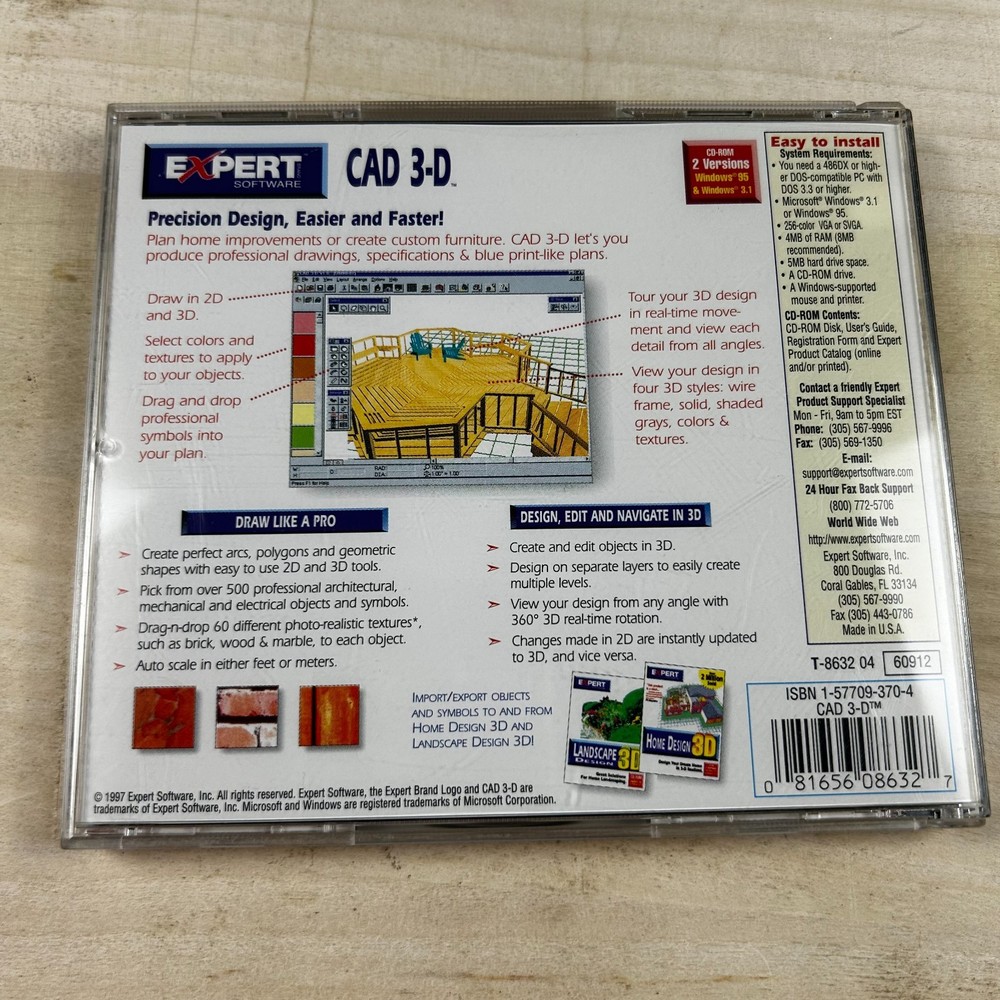 EXPERT
SOFTWARE
CAD 3-D™
CD-ROM
2 Versions
Windows® 95
& Windows® 3.1
Precision Design, Easier and Faster!
Plan home improvements or create custom furniture. CAD 3-D let's you
produce professional drawings, specifications & blue print-like plans.
Draw in 2D
and 3D.
Select colors and
textures to apply
to your objects.
Drag and drop
professional
symbols into
your plan.
RAD:
DIA:
100%
Press F1 for Help
Tour your 3D design
in real-time move-
ment and view each
detail from all angles.
View your design in
four 3D styles: wire
frame, solid, shaded
grays, colors &
textures.
DRAW LIKE A PRO
➤ Create perfect arcs, polygons and geometric
shapes with easy to use 2D and 3D tools.
➤ Pick from over 500 professional architectural,
mechanical and electrical objects and symbols.
➤ Drag-n-drop 60 different photo-realistic textures*,
such as brick, wood & marble, to each object.
➤ Auto scale in either feet or meters.
DESIGN, EDIT AND NAVIGATE IN 3D
➤ Create and edit objects in 3D.
➤ Design on separate layers to easily create
multiple levels.
➤ View your design from any angle with
360° 3D real-time rotation.
➤ Changes made in 2D are instantly updated
to 3D, and vice versa.
IMPORT/EXPORT OBJECTS
AND SYMBOLS TO AND FROM
HOME DESIGN 3D AND
LANDSCAPE DESIGN 3D!
EXPERT
LANDSCAPE
DESIGN 3D
EXPERT
HOME DESIGN 3D
© 1997 Expert Software, Inc. All rights reserved. Expert Software, the Expert Brand Logo and CAD 3-D are
trademarks of Expert Software, Inc. Microsoft and Windows are registered trademarks of Microsoft Corporation.
Easy to install
System Requirements:
• You need a 486DX or high-
er DOS-compatible PC with
DOS 3.3 or higher.
• Microsoft® Windows® 3.1
or Windows® 95.
• 256-color VGA or SVGA.
• 4MB of RAM (8MB
recommended).
• 5MB hard drive space.
• A CD-ROM drive.
• A Windows-supported
mouse and printer.
CD-ROM Contents:
CD-ROM Disk, User's Guide,
Registration Form and Expert
Product Catalog (online
and/or printed).
Contact a friendly Expert
Product Support Specialist
Mon - Fri, 9am to 5pm EST
Phone: (305) 567-9996
Fax: (305) 569-1350
E-mail:
support@expertsoftware.com
24 Hour Fax Back Support
(800) 772-5706
World Wide Web
http://www.expertsoftware.com
Expert Software, Inc.
800 Douglas Rd.
Coral Gables, FL 33134
(305) 567-9990
Fax (305) 443-0786
Made in U.S.A.
T-8632 04 60912
ISBN 1-57709-370-4
CAD 3-D™
0 81656 08632 7